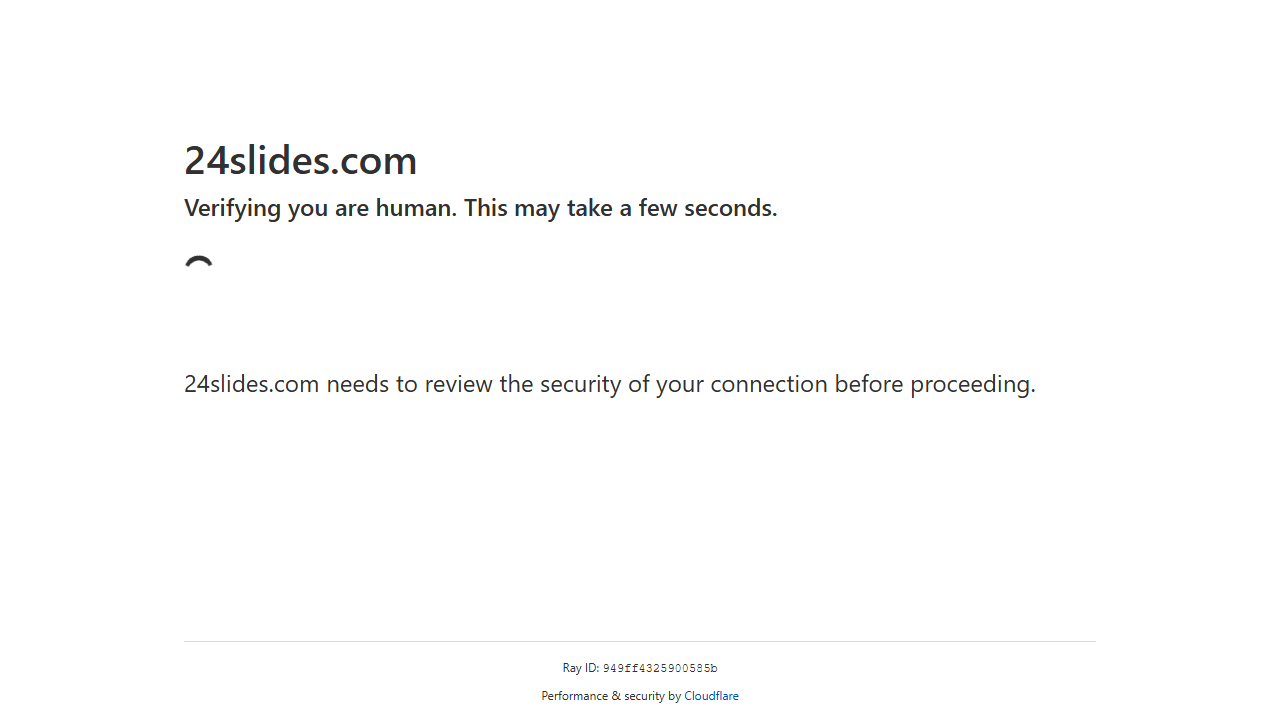 24slides.com
Verifying you are human. This may take a few seconds.
24slides.com needs to review the security of your connection before proceeding.
Ray ID: 949ff4325900585b
Performance & security by Cloudflare